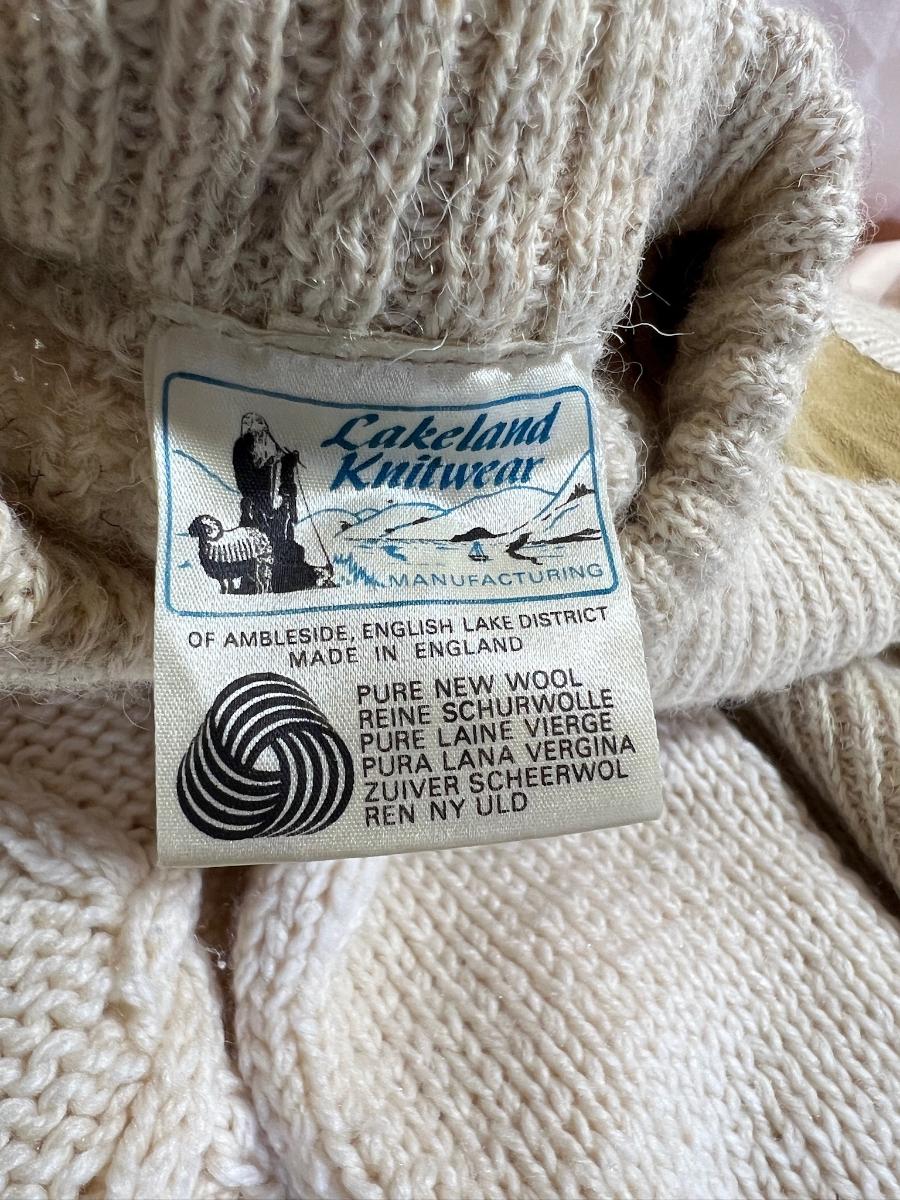 Lakeland
Knitwear
MANUFACTURING
OF AMBLESIDE, ENGLISH LAKE DISTRICT
MADE IN ENGLAND
PURE NEW WOOL
REINE SCHURWOLLE
PURE LAINE VIERGE
PURA LANA VERGINA
ZUIVER SCHEERWOL
REN NY ULD